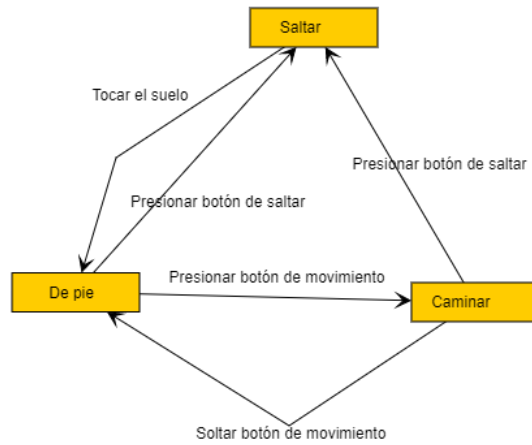 Saltar
Tocar el suelo
Presionar botón de saltar
Presionar botón de saltar
Presionar botón de movimiento
De pie
Caminar
Soltar botón de movimiento